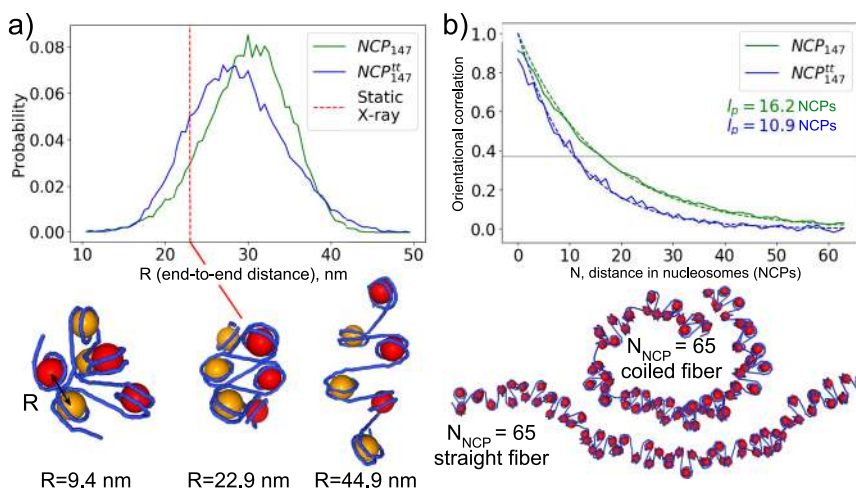 a)
0.08
0.06
0.04
0.02
0.00
Probability
NCP147
NCP147tt
Static
X-ray
10
20
30
40
50
R (end-to-end distance), nm
R
R=9.4 nm
R=22.9 nm
R=44.9 nm
b)
1.0
0.8
0.6
0.4
0.2
0.0
Orientational correlation
NCP147
NCP147tt
lp = 16.2 NCPs
lp = 10.9 NCPs
0
10
20
30
40
50
60
N, distance in nucleosomes (NCPs)
NNCP = 65
coiled fiber
NNCP = 65
straight fiber